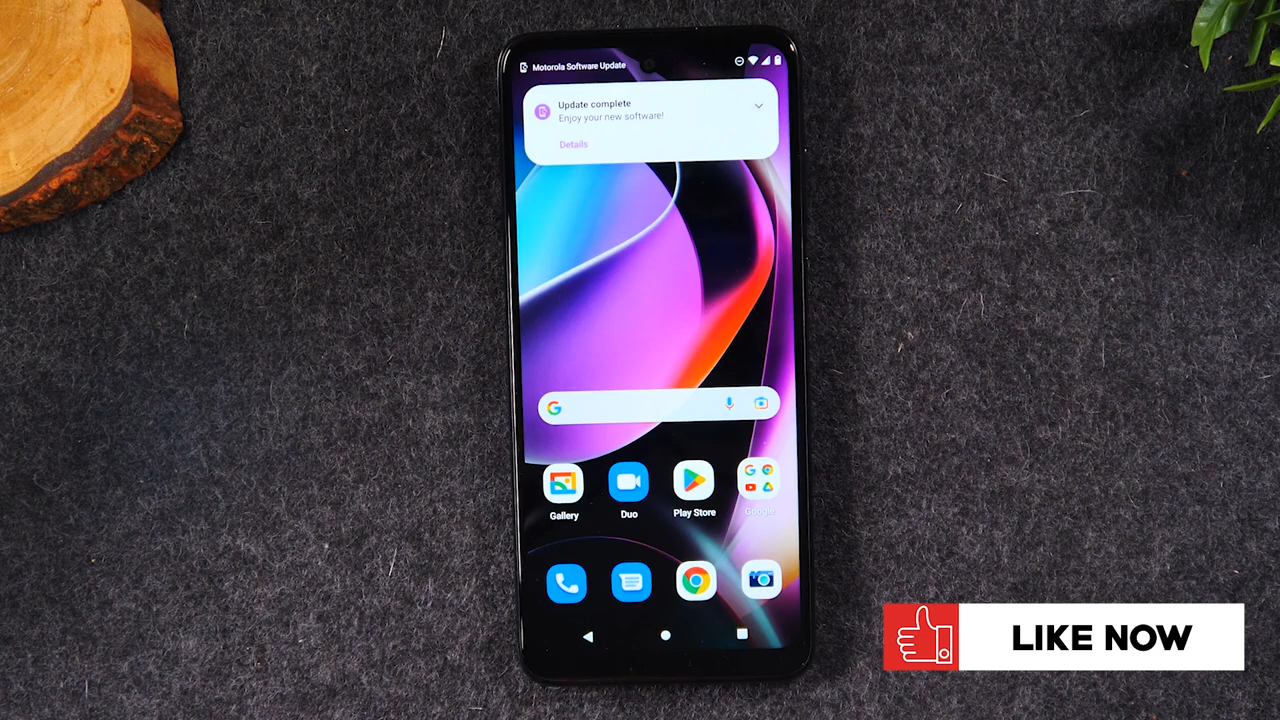 Motorola Software Update
Update complete
Enjoy your new software!
Details
Gallery
Duo
Play Store
Google
LIKE NOW